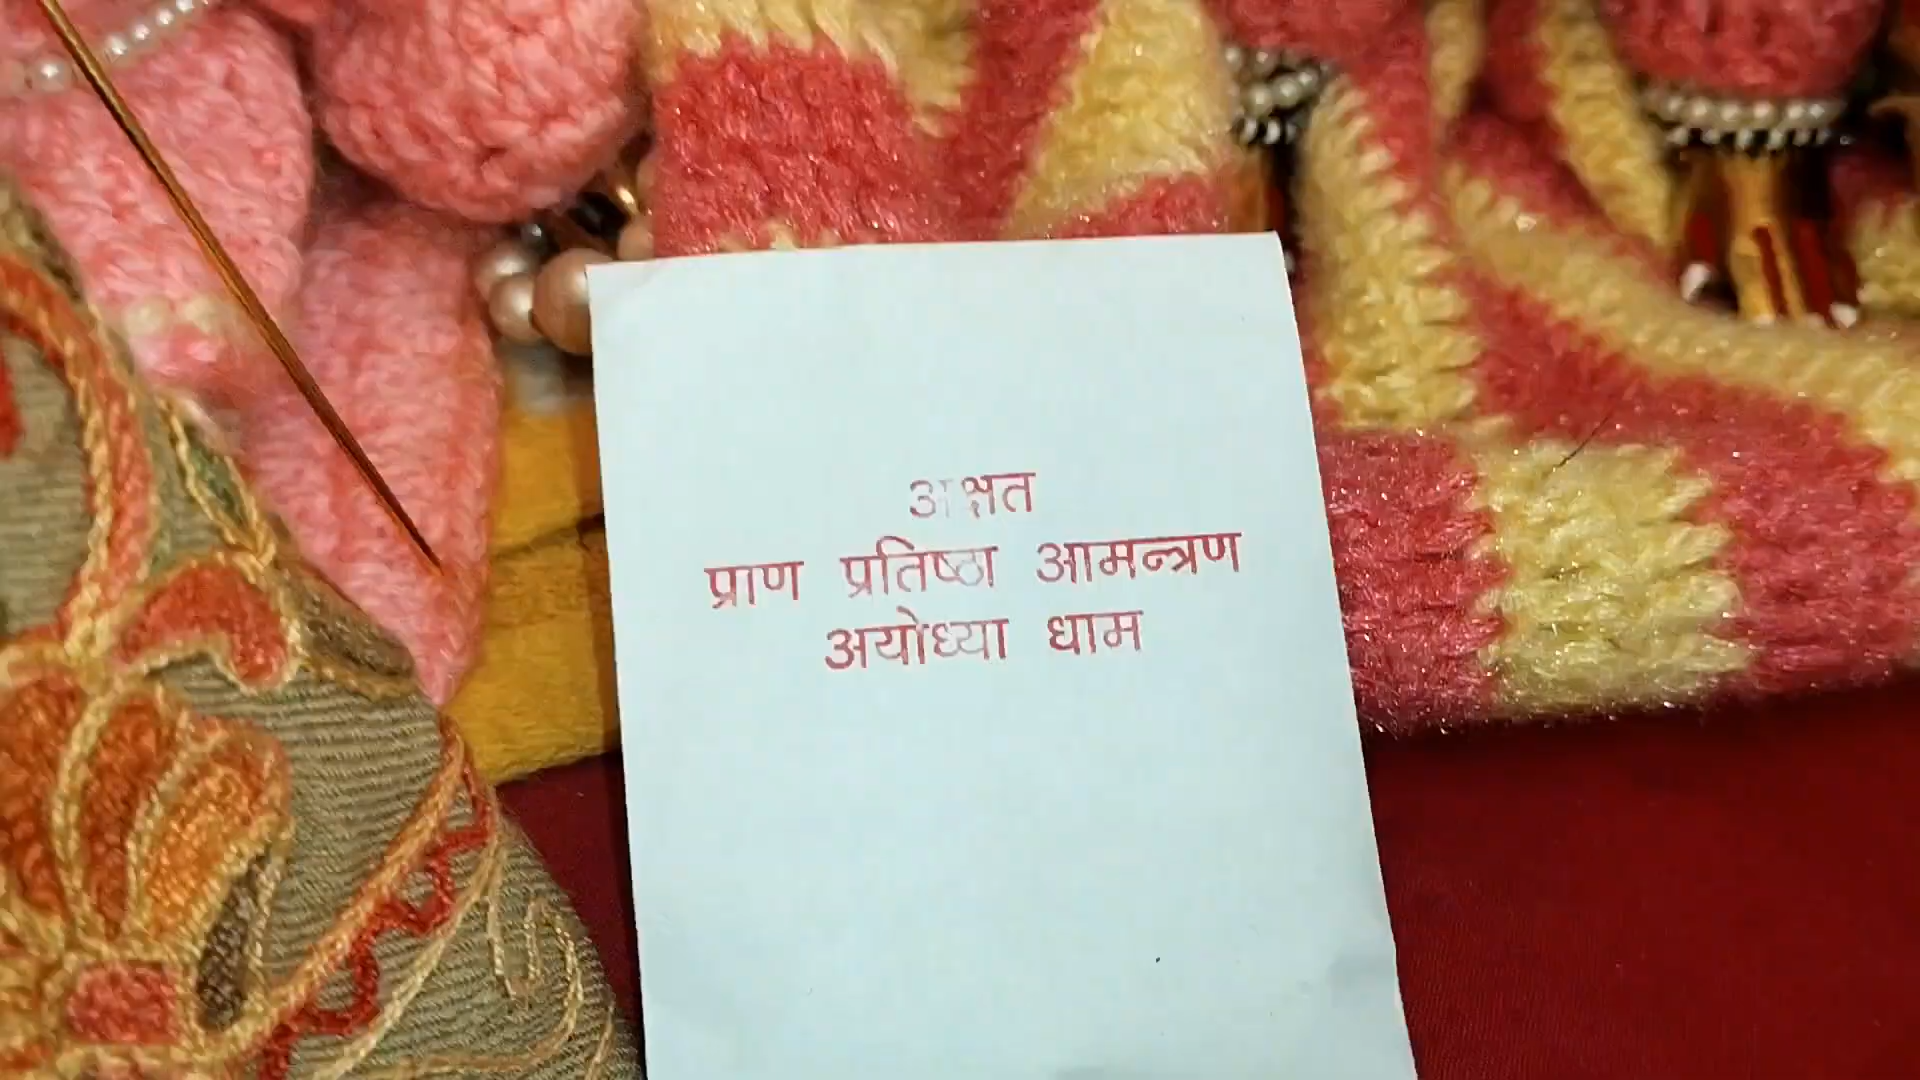 अक्षत
प्राण प्रतिष्ठा आमन्त्रण
अयोध्या धाम